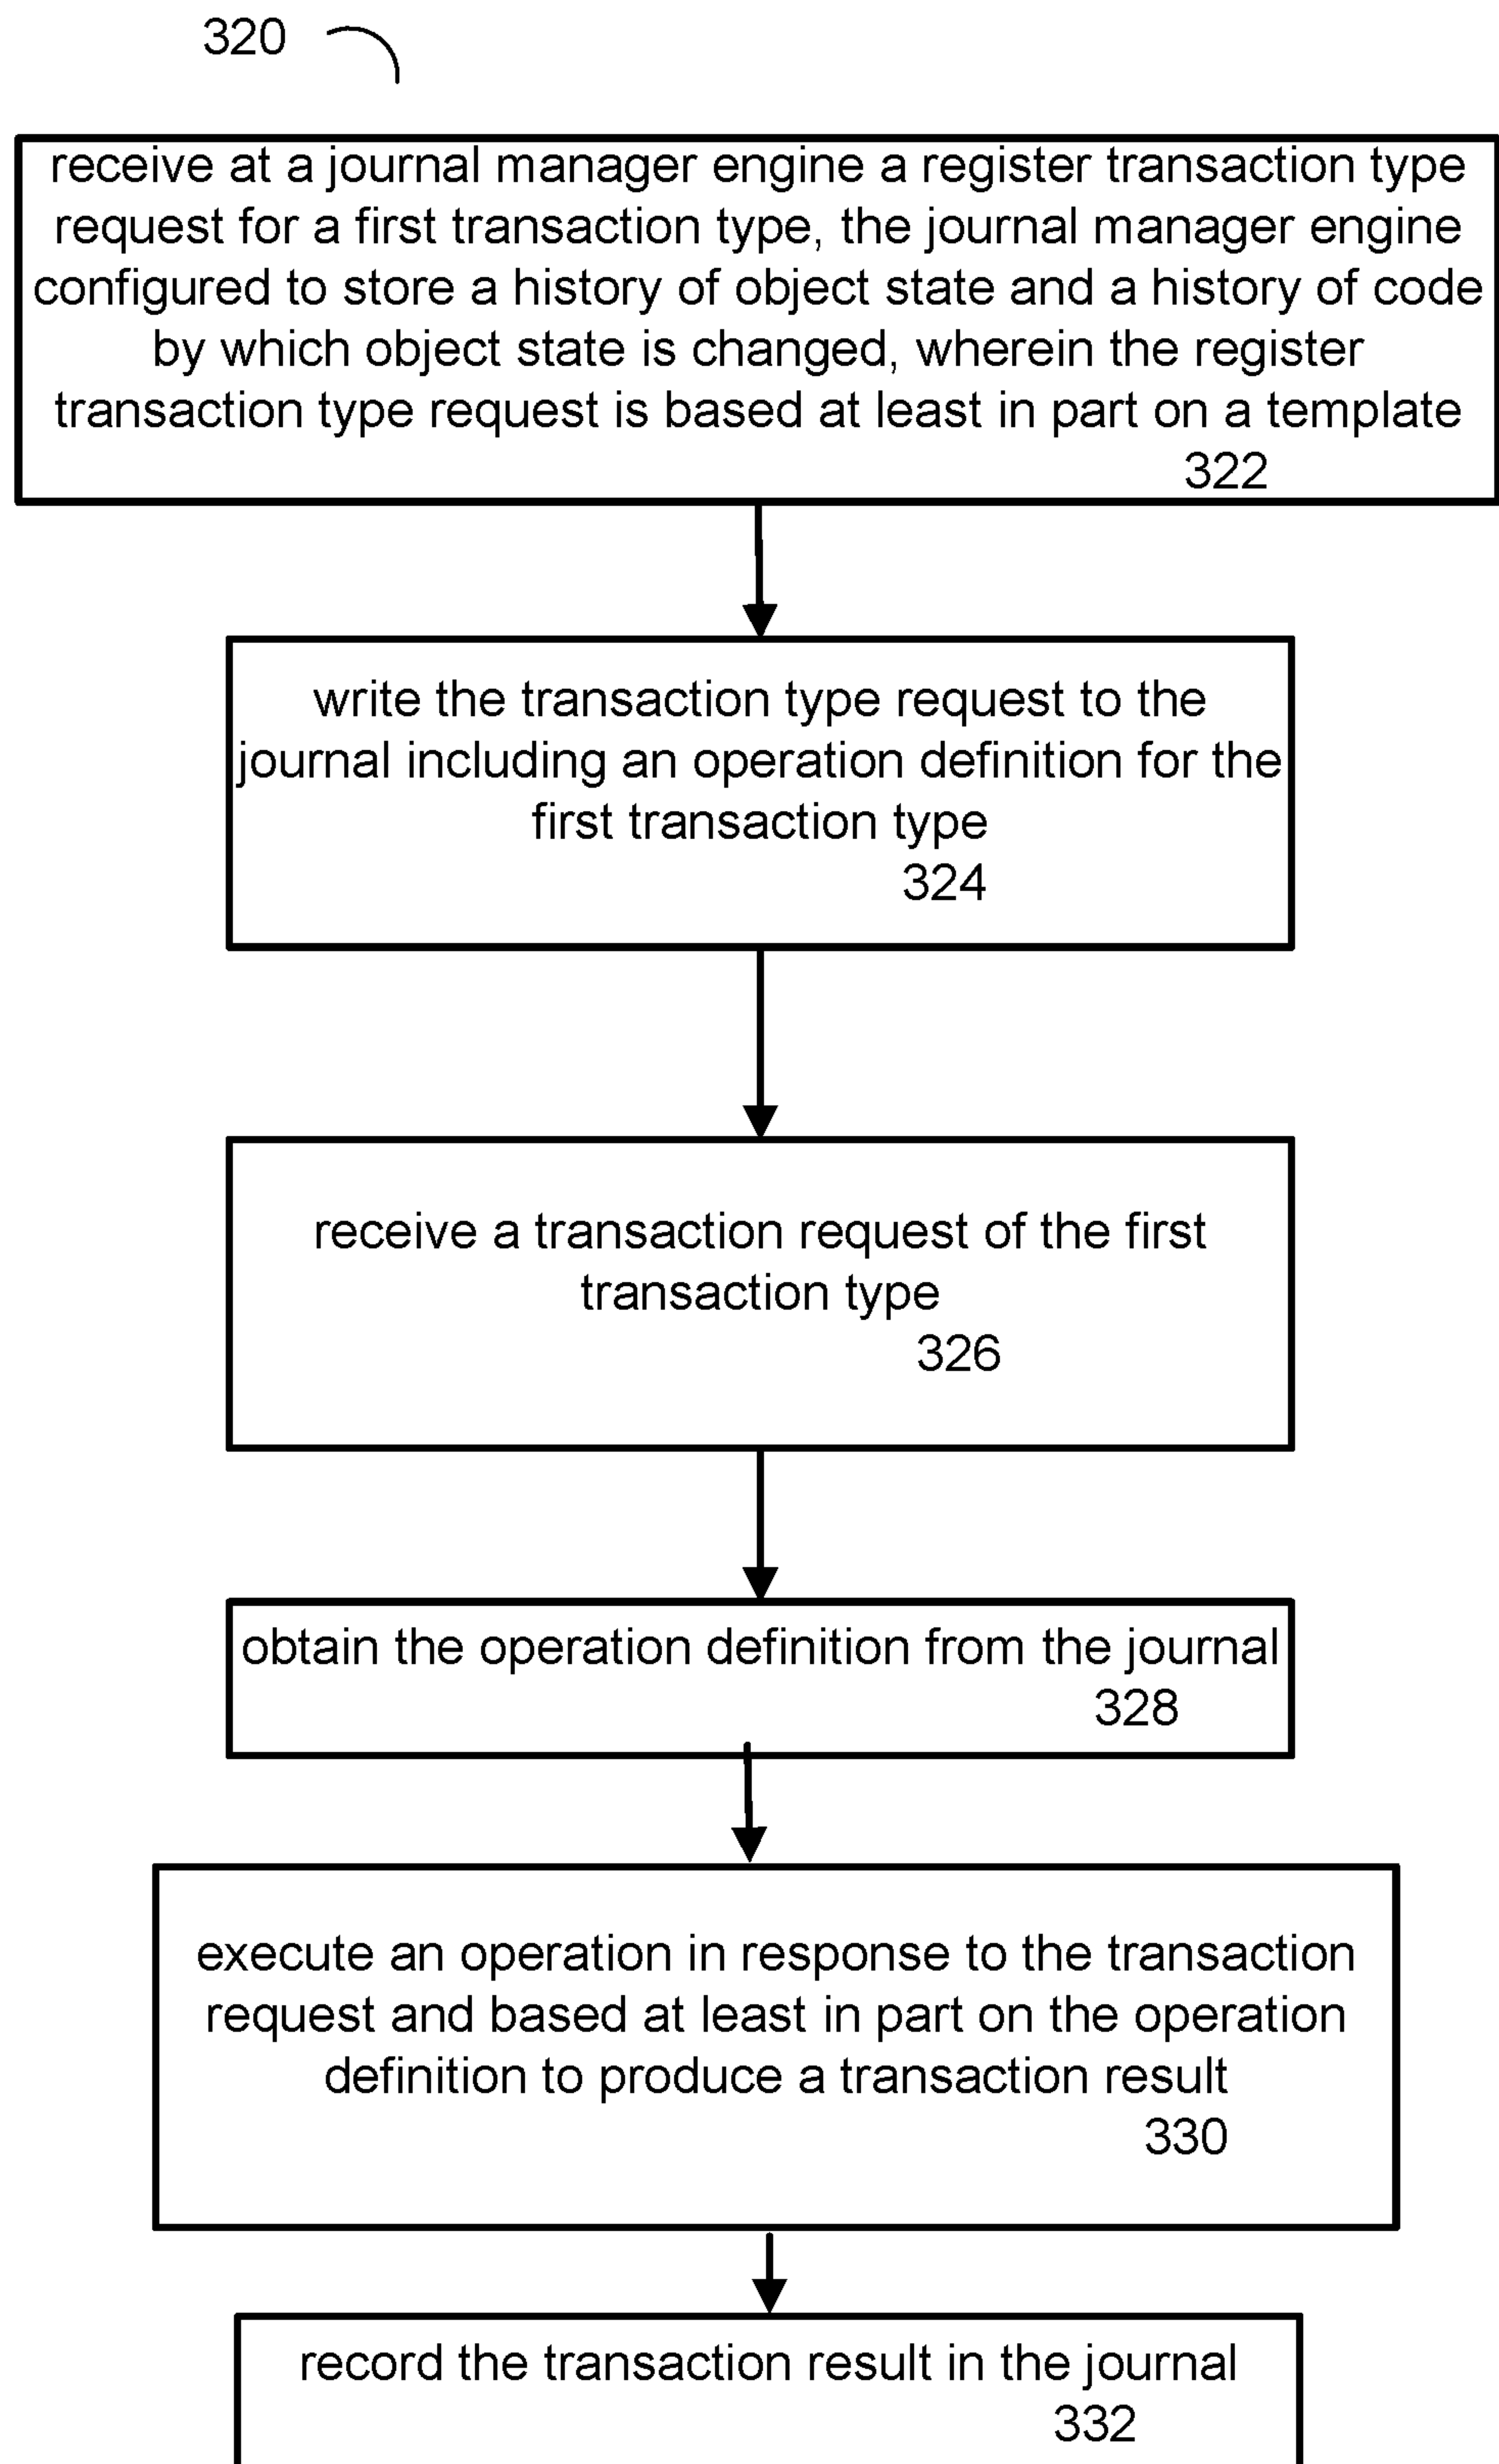 320
receive at a journal manager engine a register transaction type
request for a first transaction type, the journal manager engine
configured to store a history of object state and a history of code
by which object state is changed, wherein the register
transaction type request is based at least in part on a template
322
write the transaction type request to the
journal including an operation definition for the
first transaction type
324
receive a transaction request of the first
transaction type
326
obtain the operation definition from the journal
328
execute an operation in response to the transaction
request and based at least in part on the operation
definition to produce a transaction result
330
record the transaction result in the journal
332